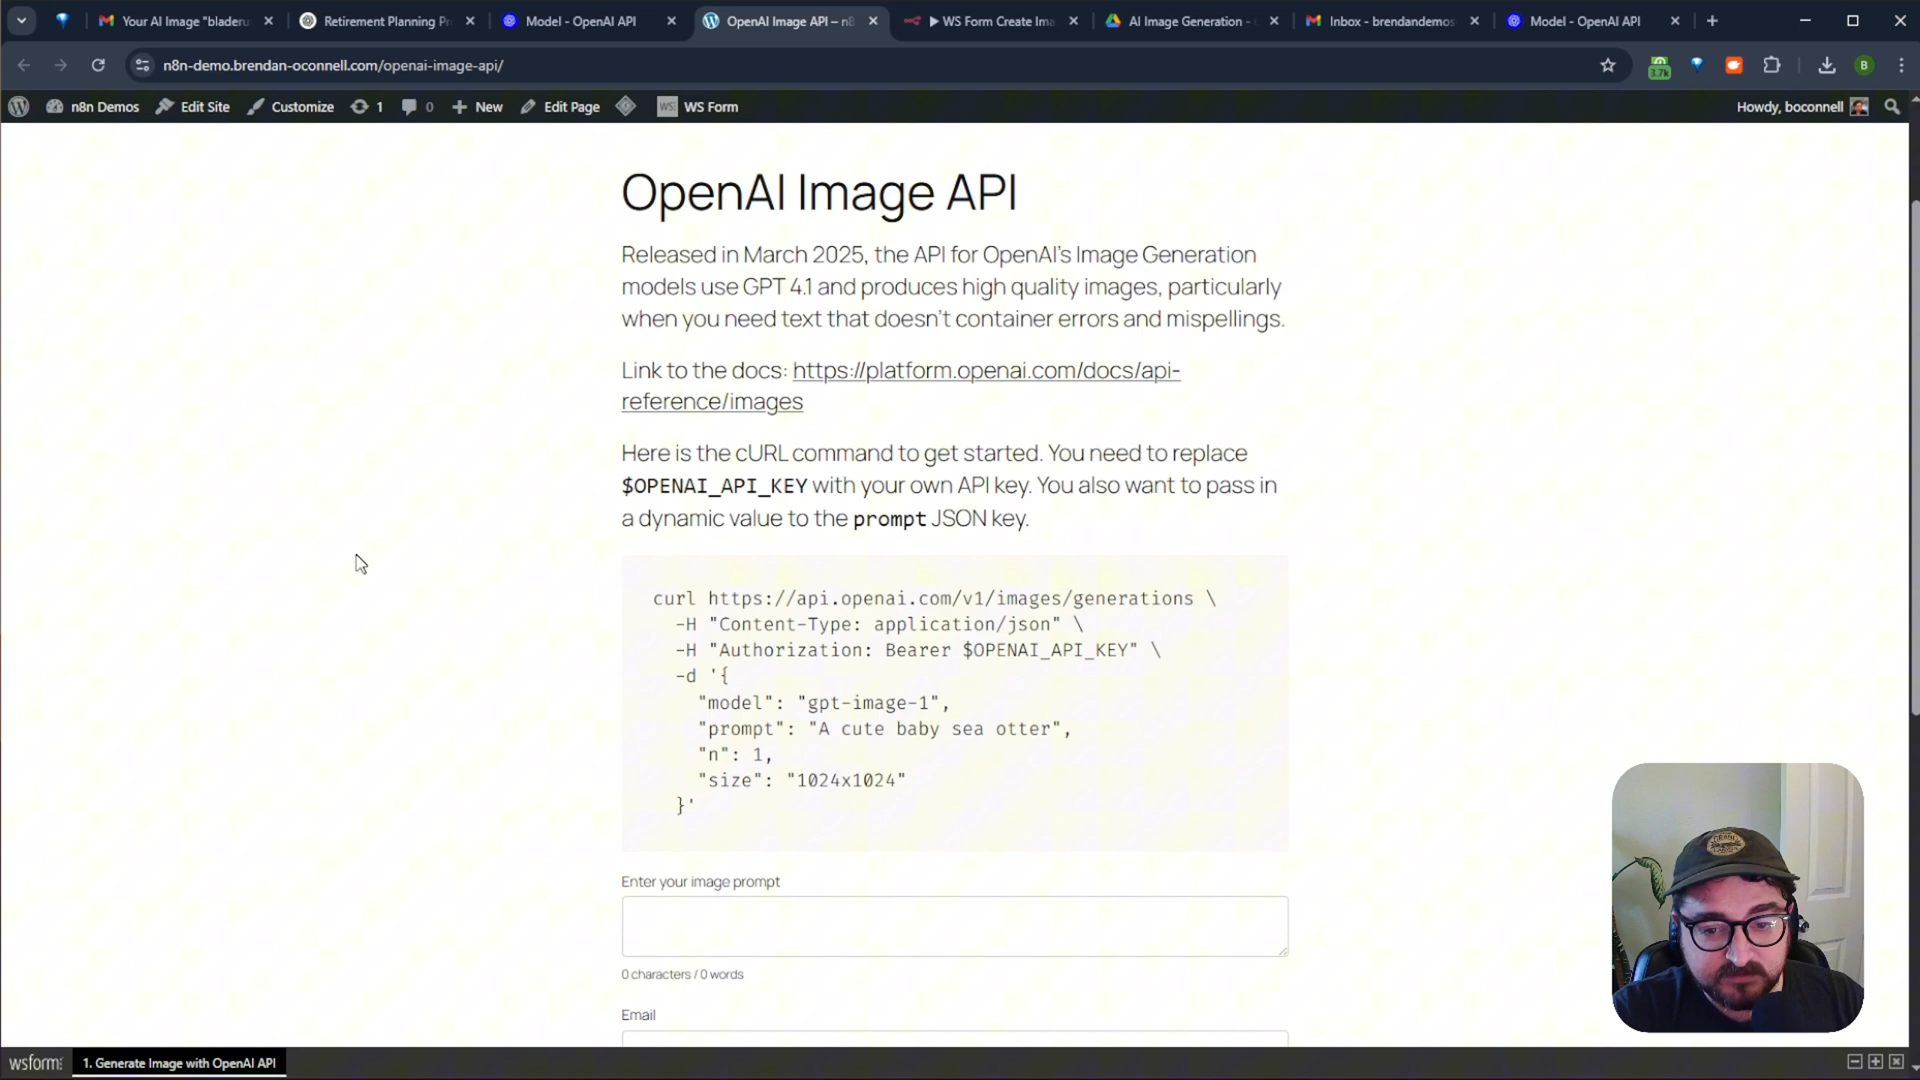 Your AI Image "bladeru
Retirement Planning Pr
Model - OpenAI API
OpenAI Image API – n8
WS Form Create Ima
AI Image Generation -
Inbox - brendandemos
Model - OpenAI API
n8n-demo.brendan-oconnell.com/openai-image-api/
3.7k
B
n8n Demos
Edit Site
Customize
1
0
New
Edit Page
WS Form
Howdy, boconnell
OpenAI Image API
Released in March 2025, the API for OpenAI's Image Generation
models use GPT 4.1 and produces high quality images, particularly
when you need text that doesn't container errors and mispellings.
Link to the docs: https://platform.openai.com/docs/api-
reference/images
Here is the cURL command to get started. You need to replace
$OPENAI_API_KEY with your own API key. You also want to pass in
a dynamic value to the prompt JSON key.
curl https://api.openai.com/v1/images/generations \
-H "Content-Type: application/json" \
-H "Authorization: Bearer $OPENAI_API_KEY" \
-d '{
"model": "gpt-image-1",
"prompt": "A cute baby sea otter",
"n": 1,
"size": "1024x1024"
}'
Enter your image prompt
0 characters / 0 words
Email
wsform
1. Generate Image with OpenAI API